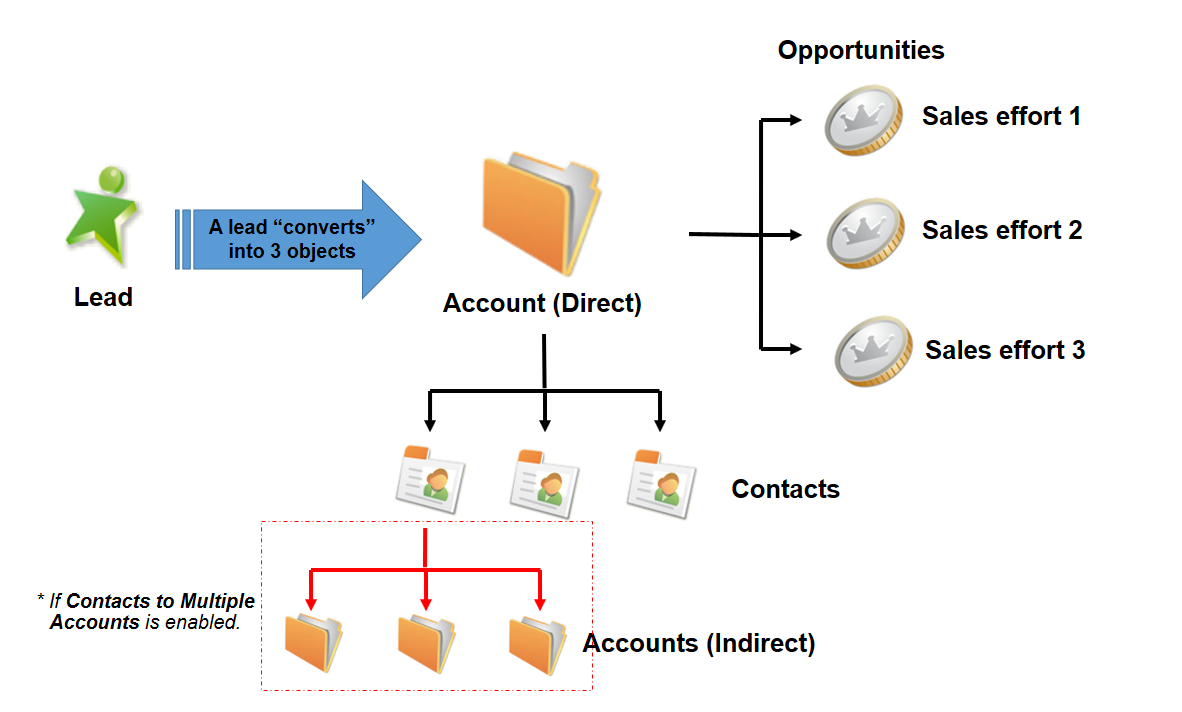 Opportunities
Sales effort 1
A lead “converts”
into 3 objects
Sales effort 2
Lead
Account (Direct)
Sales effort 3
Contacts
* If Contacts to Multiple
Accounts is enabled.
Accounts (Indirect)